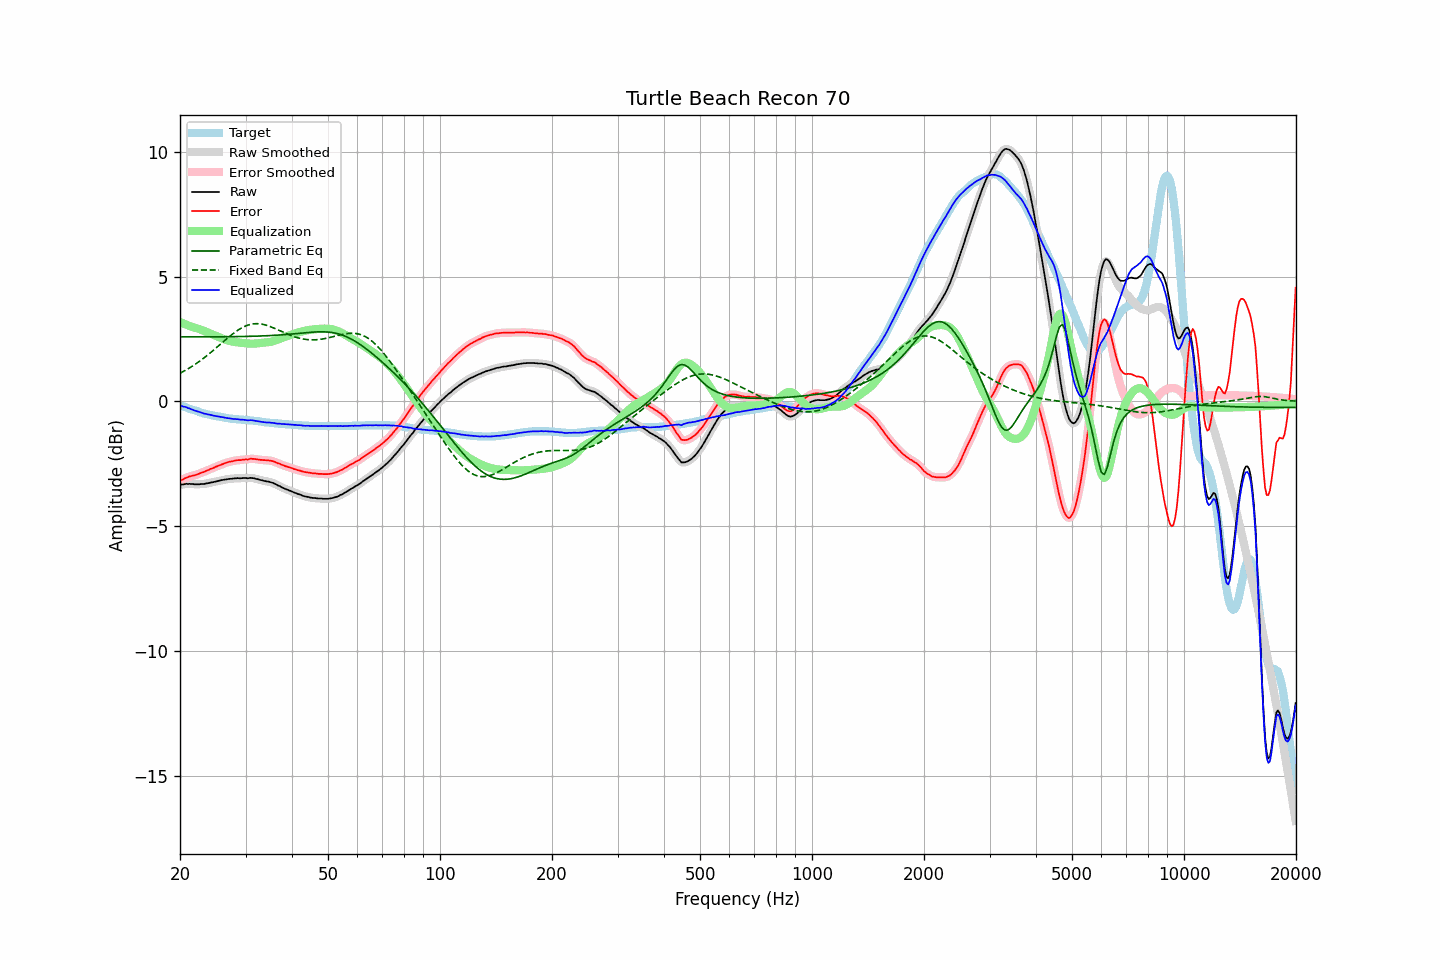 Turtle Beach Recon 70
Target
Raw Smoothed
Error Smoothed
Raw
Error
Equalization
Parametric Eq
Fixed Band Eq
Equalized
10
5
0
−5
−10
−15
Amplitude (dBr)
20
50
100
200
500
1000
2000
5000
10000
20000
Frequency (Hz)